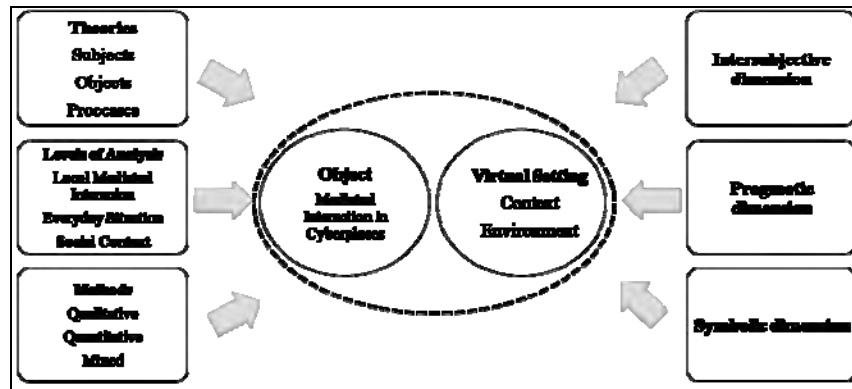 Theories
Subjects
Objects
Processes
Levels of Analysis
Local Mediated
Interaction
Everyday Situation
Social Context
Methods
Qualitative
Quantitative
Mixed
Object
Mediated
Interaction in
Cyberplaces
Virtual Setting
Context
Environment
Intersubjective
dimension
Pragmatic
dimension
Symbolic dimension